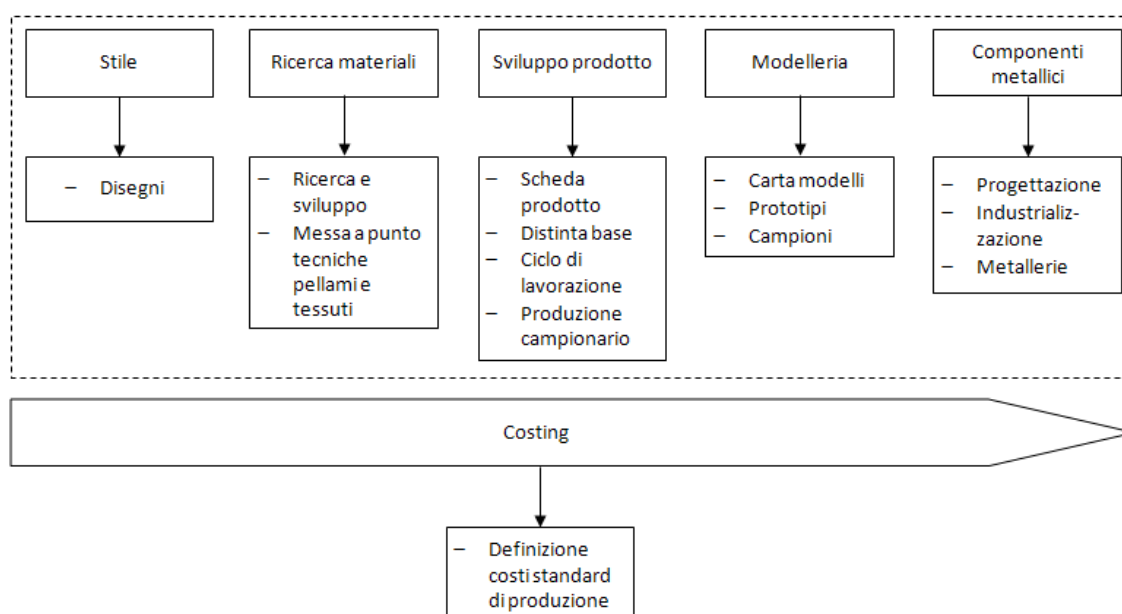 Stile
Ricerca materiali
Sviluppo prodotto
Modelleria
Componenti
metallici
– Disegni
– Ricerca e
sviluppo
– Messa a punto
tecniche
pellami e
tessuti
– Scheda
prodotto
– Distinta base
– Ciclo di
lavorazione
– Produzione
campionario
– Carta modelli
– Prototipi
– Campioni
– Progettazione
– Industrializ-
zazione
– Metallerie
Costing
– Definizione
costi standard
di produzione